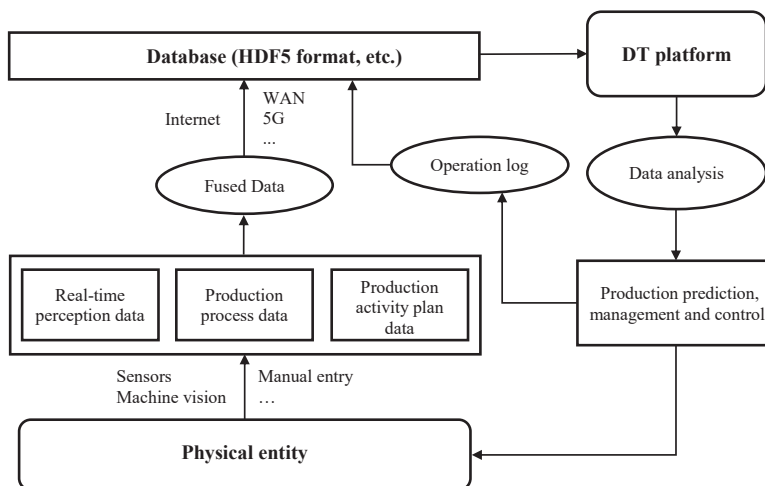 Database (HDF5 format, etc.)
DT platform
Internet
WAN
5G
...
Operation log
Data analysis
Fused Data
Real-time
perception data
Production
process data
Production
activity plan
data
Production prediction,
management and control
Sensors
Machine vision
Manual entry
…
Physical entity